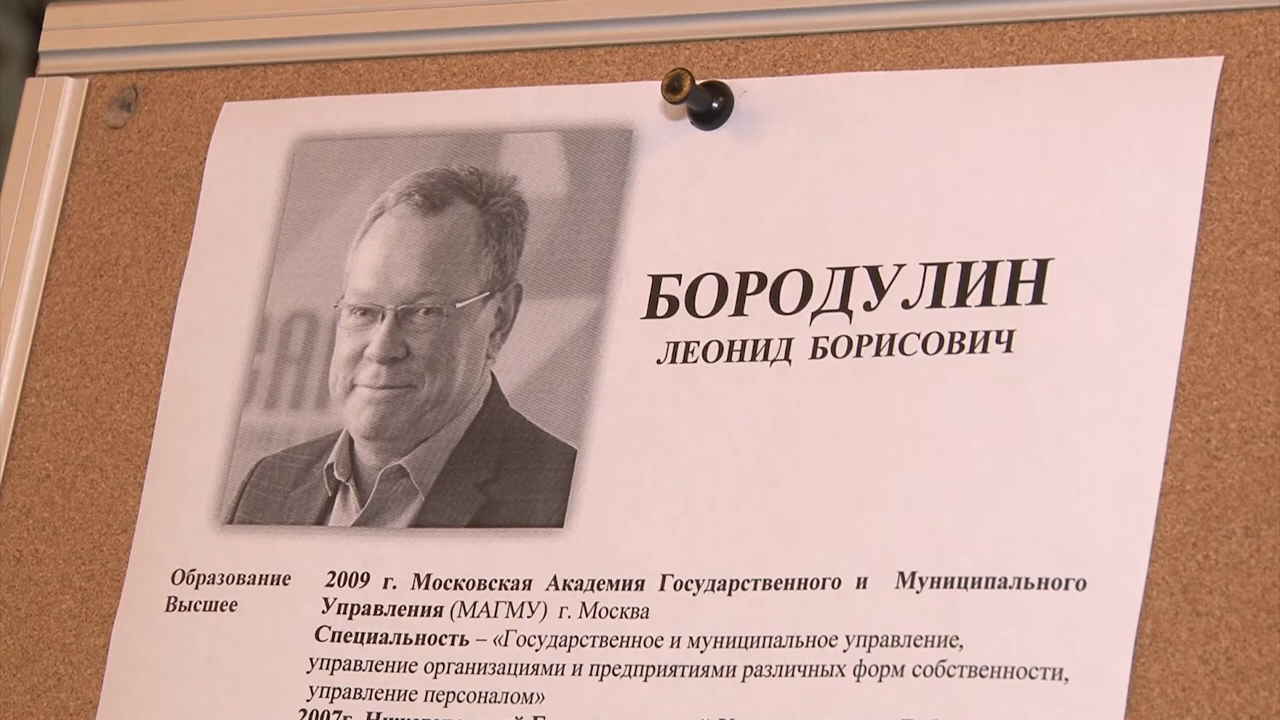 БОРОДУЛИН
ЛЕОНИД БОРИСОВИЧ
Образование 2009 г. Московская Академия Государственного и Муниципального
Высшее Управления (МАГМУ) г. Москва
Специальность – «Государственное и муниципальное управление,
управление организациями и предприятиями различных форм собственности,
управление персоналом»
2007г.